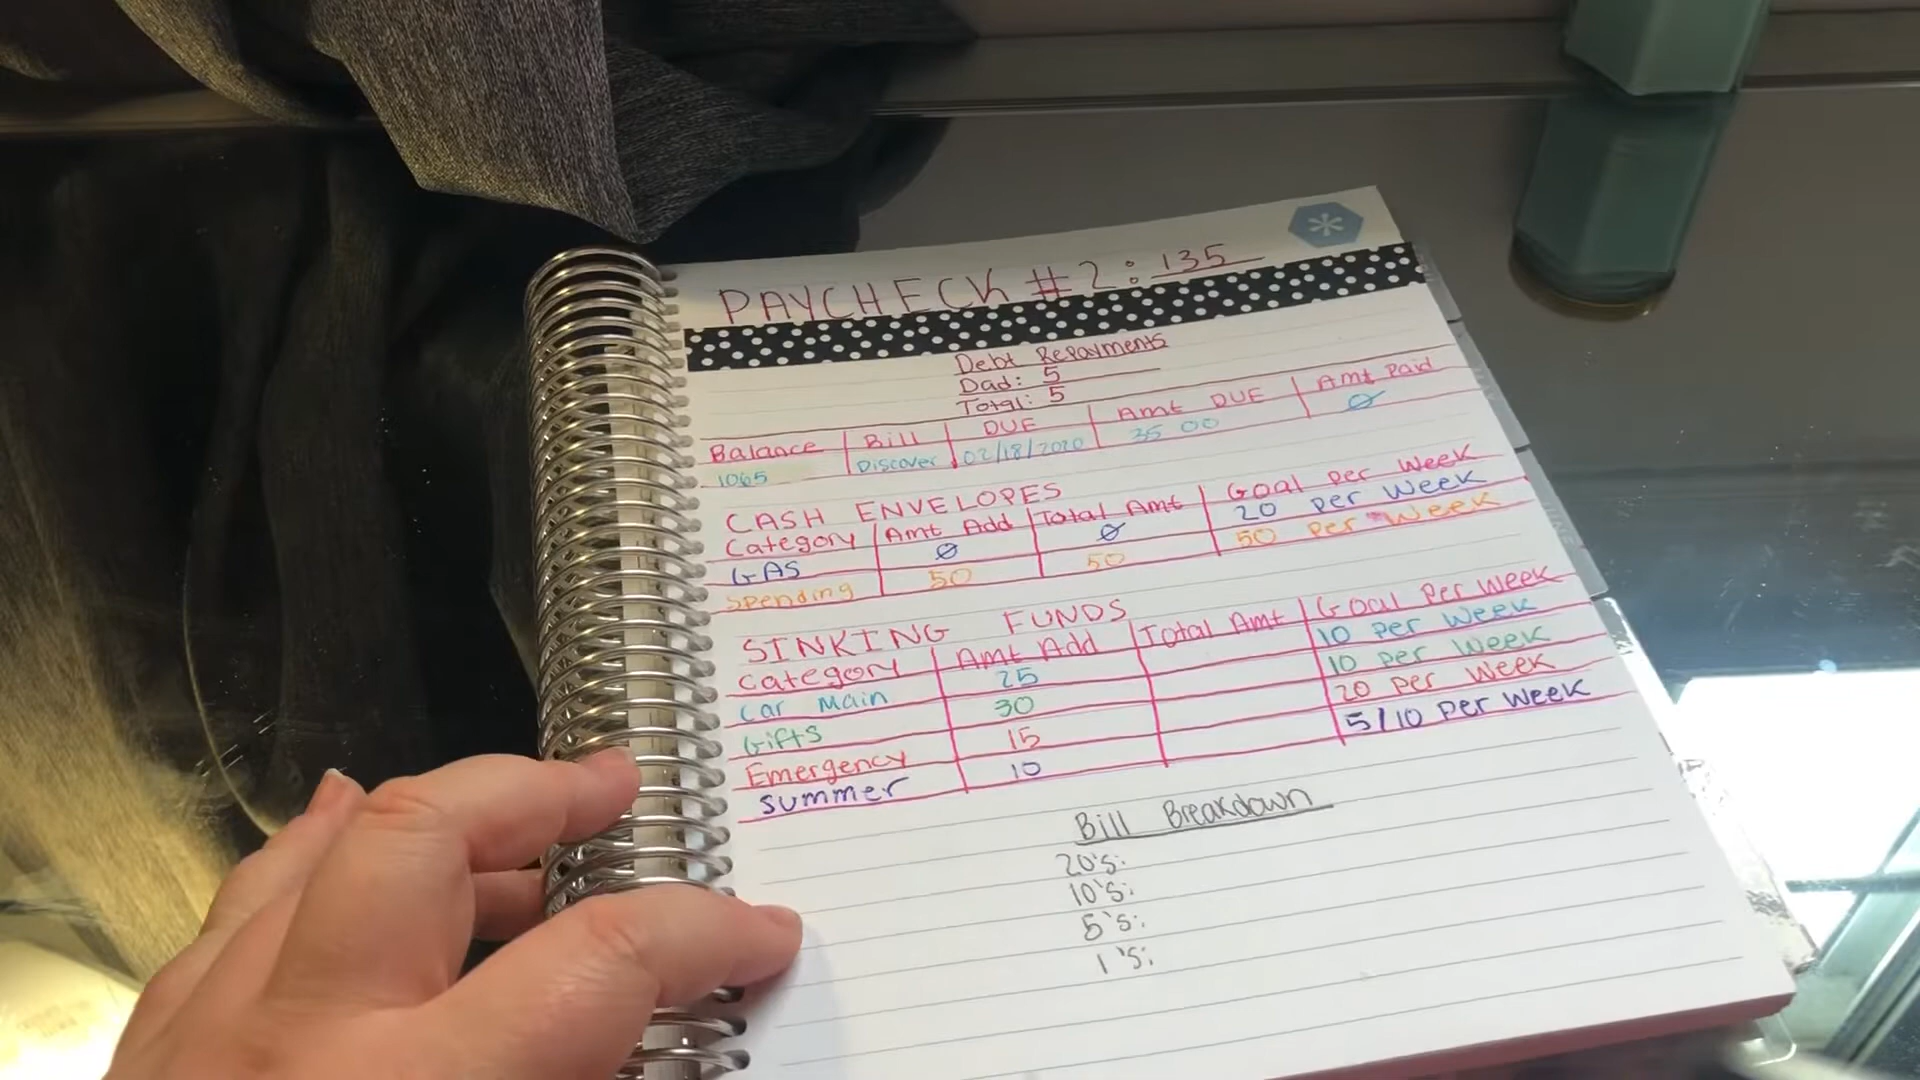 PAYCHECK #2: 135
Debt Repayments
Dad: 5
Total: 5
Balance Bill DUE Amt DUE Amt Paid
1065 Discover 02/18/2020 35 00 Ø
CASH ENVELOPES
Category Amt Add Total Amt Goal per Week
GAS Ø Ø 20 per Week
Spending 50 50 50 per Week
SINKING FUNDS
Category Amt Add Total Amt Goal Per Week
Car Main 25 10 per Week
Gifts 30 10 per Week
Emergency 15 20 per Week
Summer 10 5/10 per Week
Bill Breakdown
20's:
10's:
5's:
1's: